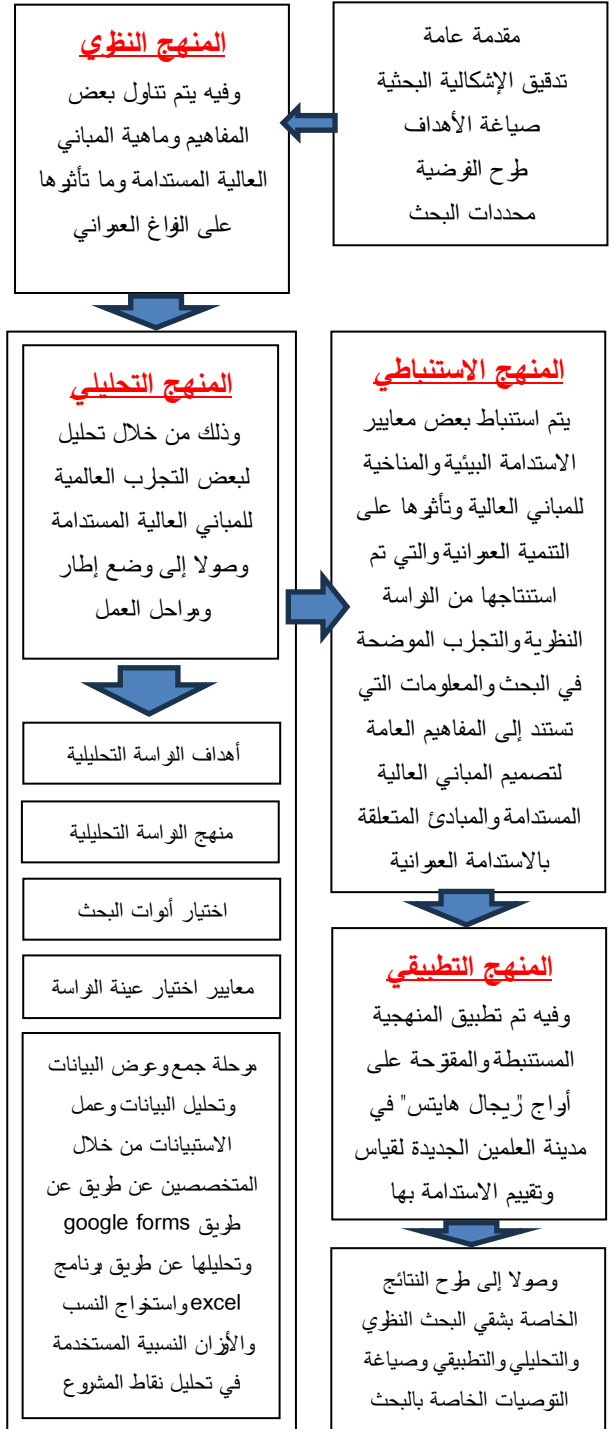 مقدمة عامة
تدقيق الإشكالية البحثية
صياغة الأهداف
طرح الفرضية
محددات البحث
المنهج النظري
وفيه يتم تناول بعض
المفاهيم وماهية المباني
العالية المستدامة وما تأثيرها
على الفراغ العمراني
المنهج التحليلي
وذلك من خلال تحليل
لبعض التجارب العالمية
للمباني العالية المستدامة
وصولا إلى وضع إطار
ومراحل العمل
أهداف الدراسة التحليلية
منهج الدراسة التحليلية
اختيار أدوات البحث
معايير اختيار عينة الدراسة
مرحلة جمع وعرض البيانات
وتحليل البيانات وعمل
الاستبيانات من خلال
المتخصصين عن طريق عن
طريق google forms
وتحليلها عن طريق برنامج
excel واستخراج النسب
والأوزان النسبية المستخدمة
في تحليل نقاط المشروع
المنهج الاستنباطي
يتم استنباط بعض معايير
الاستدامة البيئية والمناخية
للمباني العالية وتأثيرها على
التنمية العمرانية والتي تم
استنتاجها من الدراسة
النظرية والتجارب الموضحة
في البحث والمعلومات التي
تستند إلى المفاهيم العامة
لتصميم المباني العالية
المستدامة والمبادئ المتعلقة
بالاستدامة العمرانية
المنهج التطبيقي
وفيه تم تطبيق المنهجية
المستنبطة والمقترحة على
أبراج "ريجال هايتس" في
مدينة العلمين الجديدة لقياس
وتقييم الاستدامة بها
وصولا إلى طرح النتائج
الخاصة بشقي البحث النظري
والتحليلي والتطبيقي وصياغة
التوصيات الخاصة بالبحث